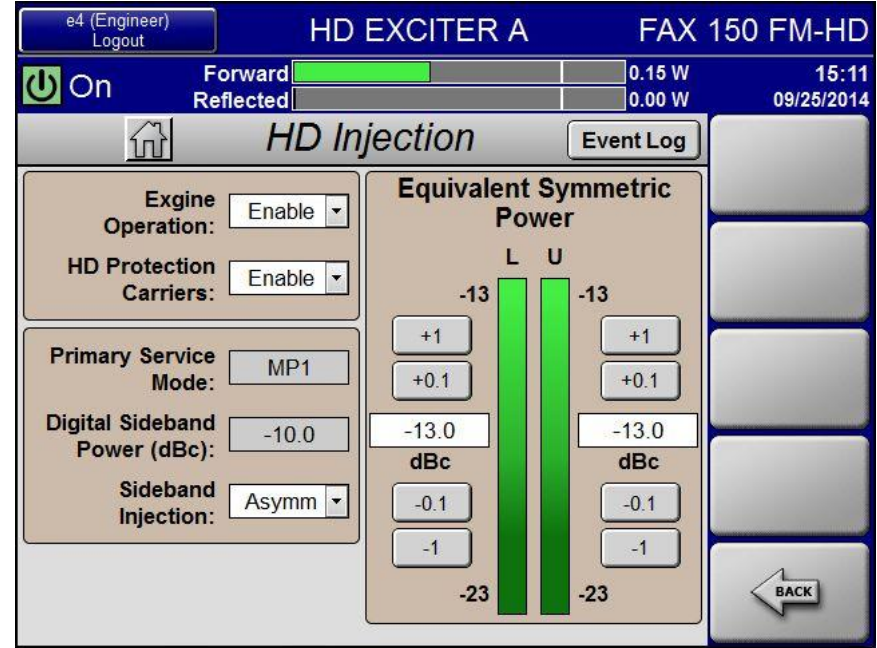 e4 (Engineer)
Logout
HD EXCITER A
FAX 150 FM-HD
On
Forward
0.15 W
Reflected
0.00 W
15:11
09/25/2014
HD Injection
Event Log
Exgine
Operation:
Enable
HD Protection
Carriers:
Enable
Primary Service
Mode:
MP1
Digital Sideband
Power (dBc):
-10.0
Sideband
Injection:
Asymm
Equivalent Symmetric
Power
L U
-13 -13
+1 +1
+0.1 +0.1
-13.0 -13.0
dBc dBc
-0.1 -0.1
-1 -1
-23 -23
BACK